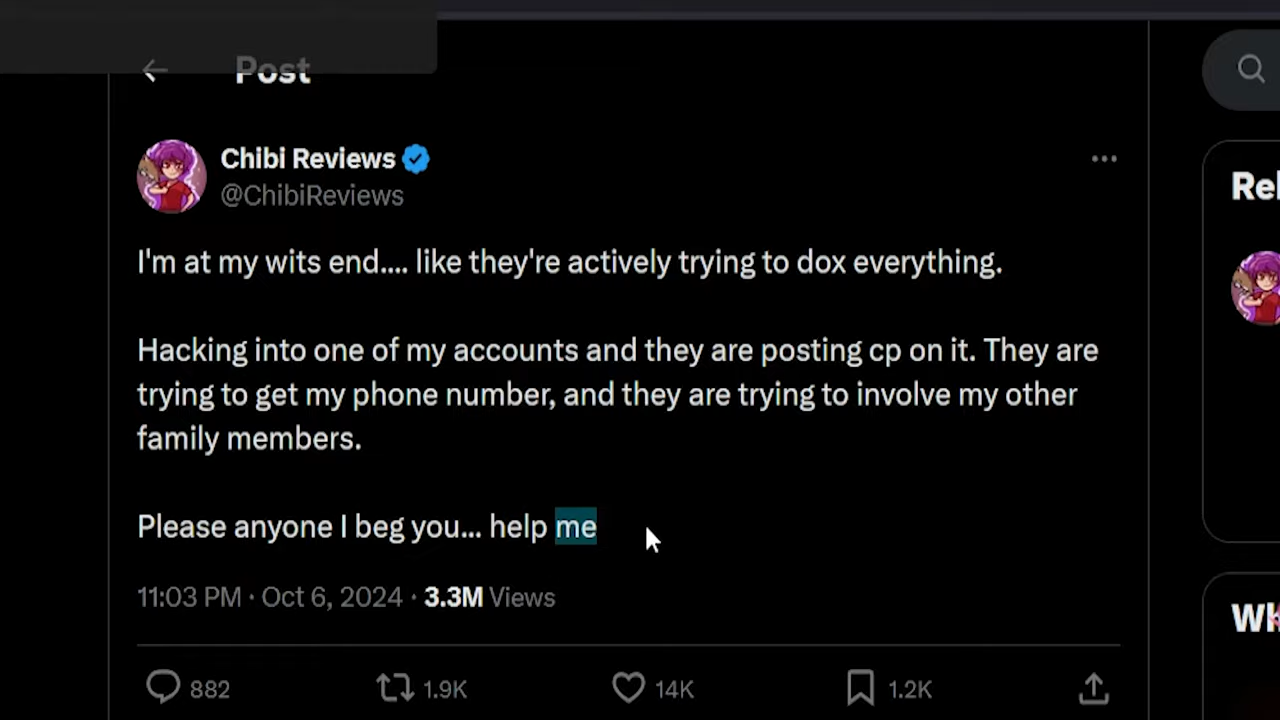 Post
Chibi Reviews
@ChibiReviews
I'm at my wits end.... like they're actively trying to dox everything.
Hacking into one of my accounts and they are posting cp on it. They are
trying to get my phone number, and they are trying to involve my other
family members.
Please anyone I beg you... help me
11:03 PM · Oct 6, 2024 · 3.3M Views
882 1.9K 14K 1.2K